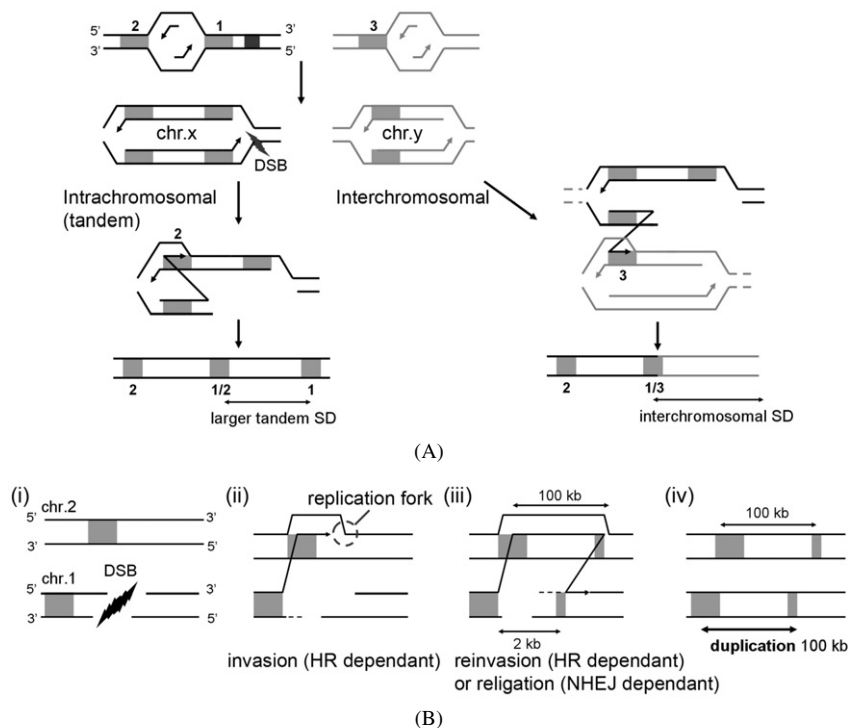 2 1 3
5' 3'
3' 5'
chr.x chr.y
DSB
Intrachromosomal
(tandem)
Interchromosomal
2
3
2 1/2 1
larger tandem SD
2 1/3
interchromosomal SD
(A)
(i) (ii) (iii) (iv)
replication fork
chr.2
5' 3'
3' 5'
100 kb
100 kb
DSB
chr.1
5' 3'
3' 5'
2 kb
duplication 100 kb
invasion (HR dependant)
reinvasion (HR dependant)
or religation (NHEJ dependant)
(B)